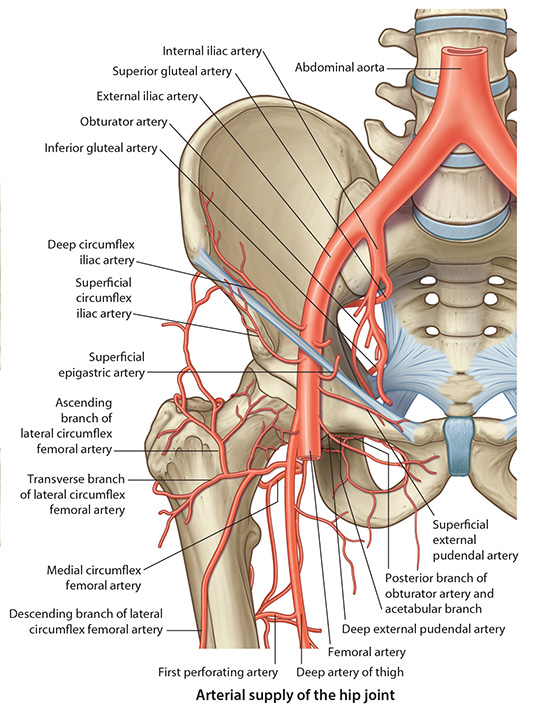 Internal iliac artery
Superior gluteal artery
Abdominal aorta
External iliac artery
Obturator artery
Inferior gluteal artery
Deep circumflex
iliac artery
Superficial
circumflex
iliac artery
Superficial
epigastric artery
Ascending
branch of
lateral circumflex
femoral artery
Transverse branch
of lateral circumflex
femoral artery
Superficial
external
pudendal artery
Medial circumflex
femoral artery
Posterior branch of
obturator artery and
acetabular branch
Descending branch of lateral
circumflex femoral artery
Deep external pudendal artery
Femoral artery
First perforating artery
Deep artery of thigh
Arterial supply of the hip joint